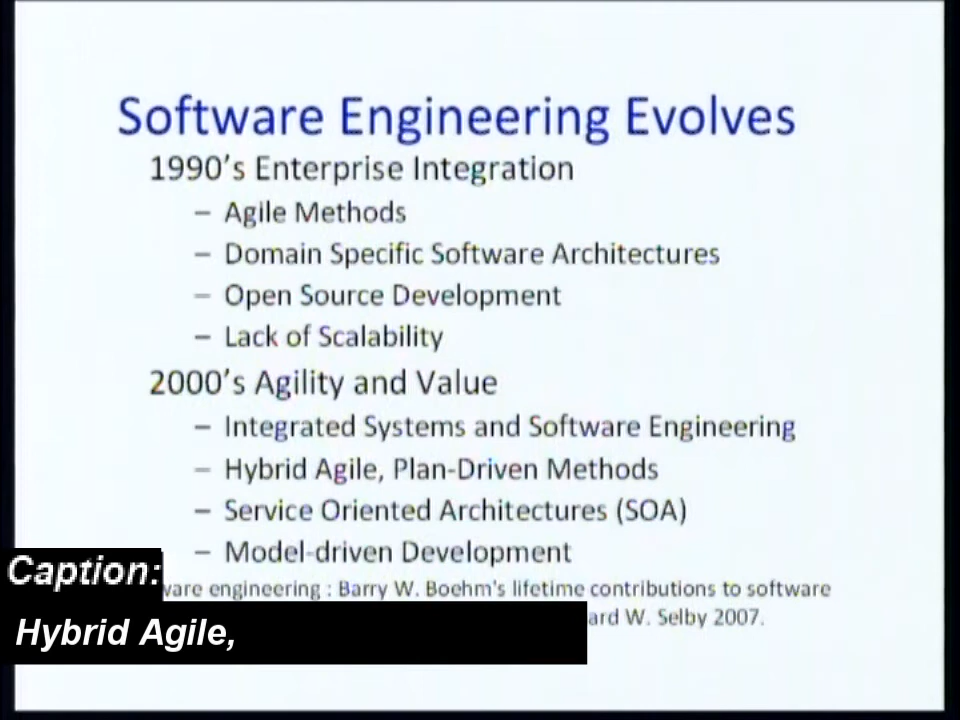 Software Engineering Evolves
1990's Enterprise Integration
– Agile Methods
– Domain Specific Software Architectures
– Open Source Development
– Lack of Scalability
2000's Agility and Value
– Integrated Systems and Software Engineering
– Hybrid Agile, Plan-Driven Methods
– Service Oriented Architectures (SOA)
– Model-driven Development
Caption:
engineering : Barry W. Boehm's lifetime contributions to software
W. Selby 2007.
Hybrid Agile,